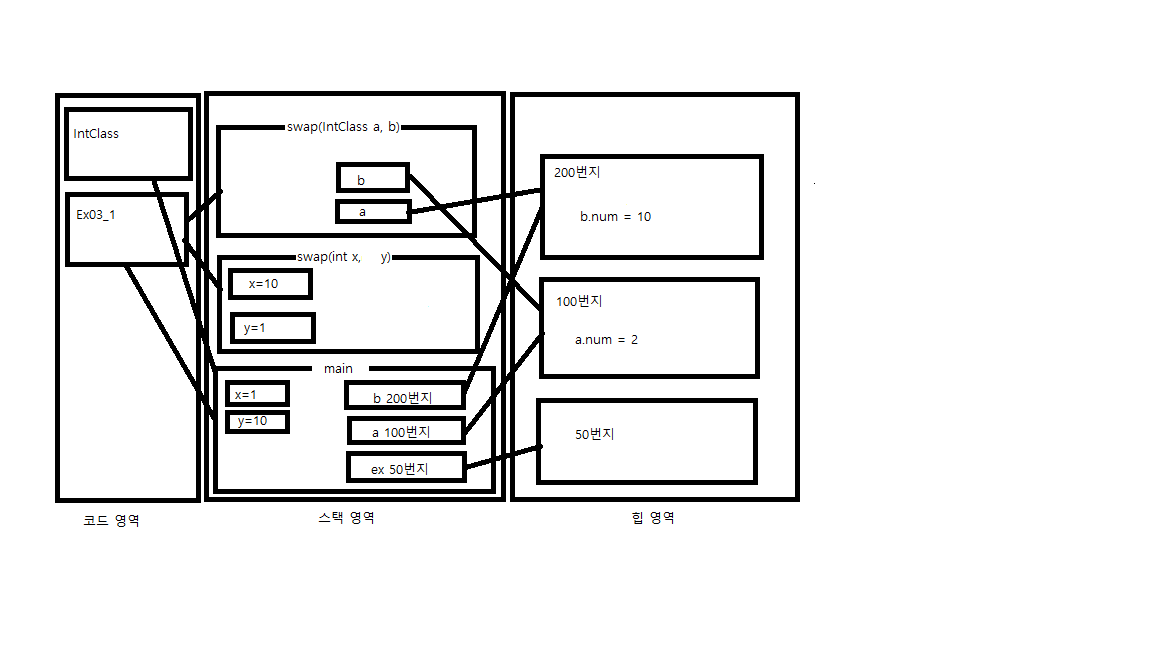 IntClass
Ex03_1
코드 영역
swap(IntClass a, b)
b
a
swap(int x, y)
x=10
y=1
main
x=1
y=10
b 200번지
a 100번지
ex 50번지
스택 영역
200번지
b.num = 10
100번지
a.num = 2
50번지
힙 영역